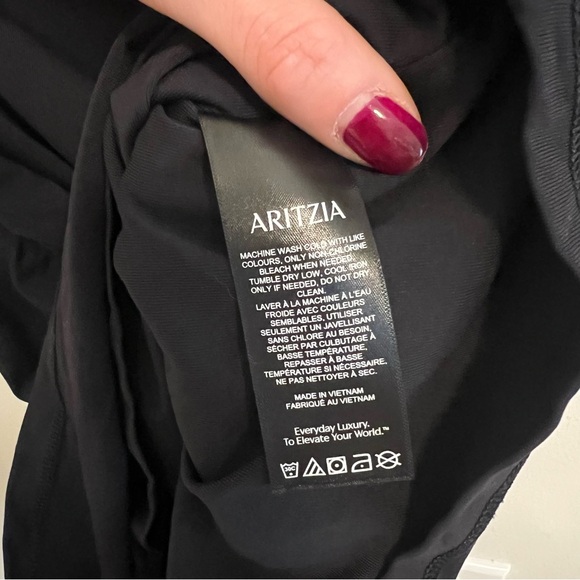 ARITZIA
MACHINE WASH COLD WITH LIKE
COLOURS, ONLY NON-CHLORINE
BLEACH WHEN NEEDED.
TUMBLE DRY LOW, COOL IRON
ONLY IF NEEDED, DO NOT DRY
CLEAN.
LAVER À LA MACHINE À L'EAU
FROIDE AVEC COULEURS
SEMBLABLES, UTILISER
SEULEMENT UN JAVELLISANT
SANS CHLORE AU BESOIN,
SÉCHER PAR CULBUTAGE À
BASSE TEMPÉRATURE,
REPASSER À BASSE
TEMPÉRATURE SI NÉCESSAIRE,
NE PAS NETTOYER À SEC.
MADE IN VIETNAM
FABRIQUÉ AU VIETNAM
Everyday Luxury.
To Elevate Your World.™